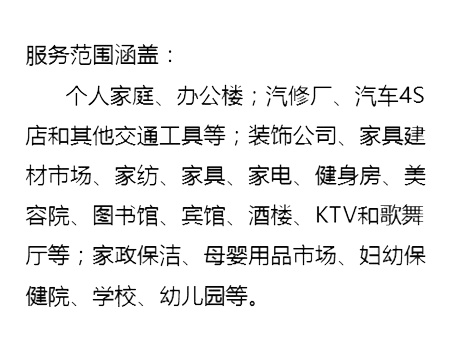 服务范围涵盖：
个人家庭、办公楼；汽修厂、汽车4S
店和其他交通工具等；装饰公司、家具建
材市场、家纺、家具、家电、健身房、美
容院、图书馆、宾馆、酒楼、KTV和歌舞
厅等；家政保洁、母婴用品市场、妇幼保
健院、学校、幼儿园等。